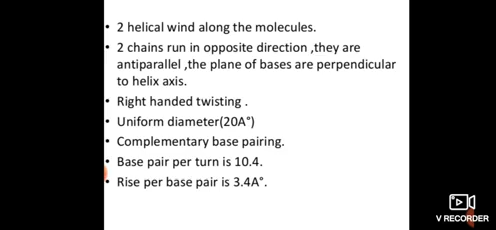 • 2 helical wind along the molecules.
• 2 chains run in opposite direction ,they are
antiparallel ,the plane of bases are perpendicular
to helix axis.
• Right handed twisting .
• Uniform diameter(20A°)
• Complementary base pairing.
• Base pair per turn is 10.4.
• Rise per base pair is 3.4A°.
V RECORDER